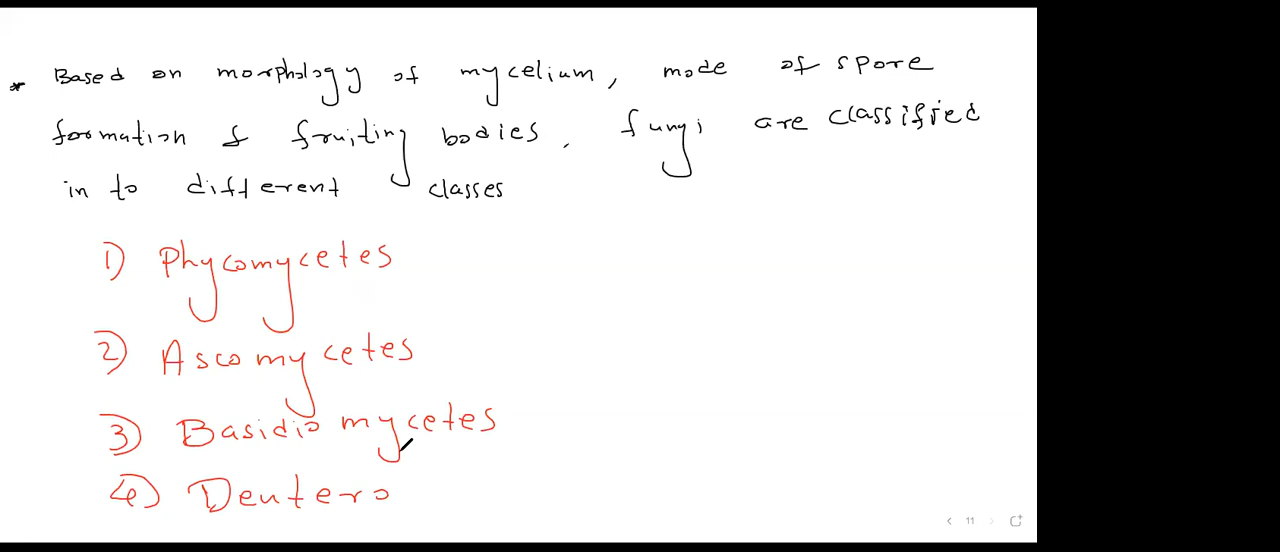 * Based on morphology of mycelium, mode of spore
formation & fruiting bodies, fungi are classified
in to different classes
1) Phycomycetes
2) Ascomycetes
3) Basidiomycetes
4) Deutero
11